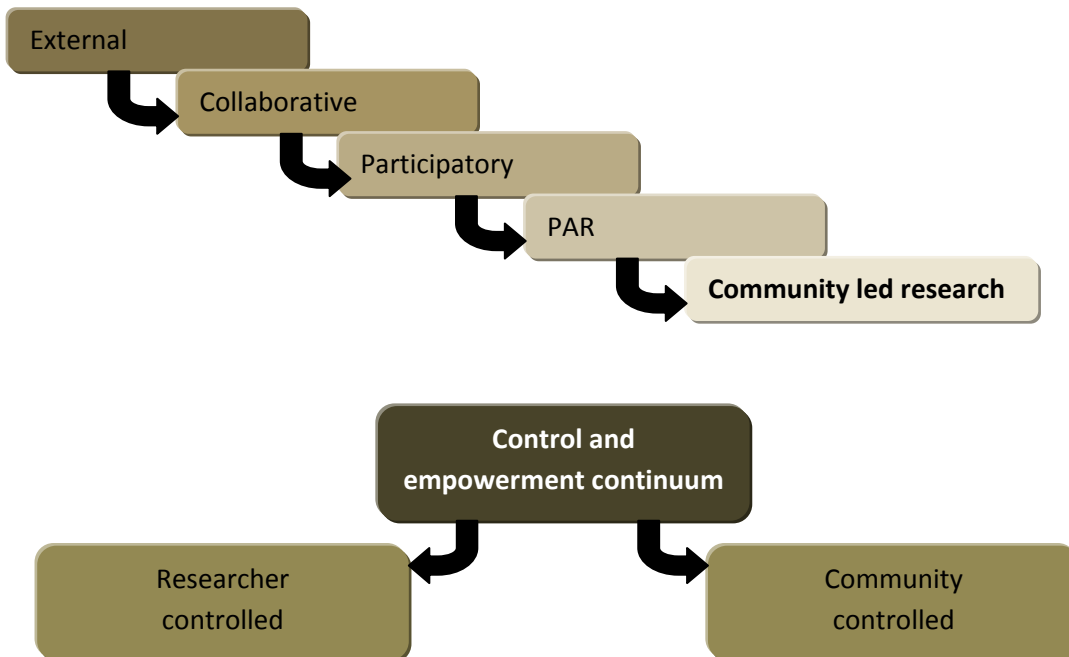 External
Collaborative
Participatory
PAR
Community led research
Control and
empowerment continuum
Researcher
controlled
Community
controlled